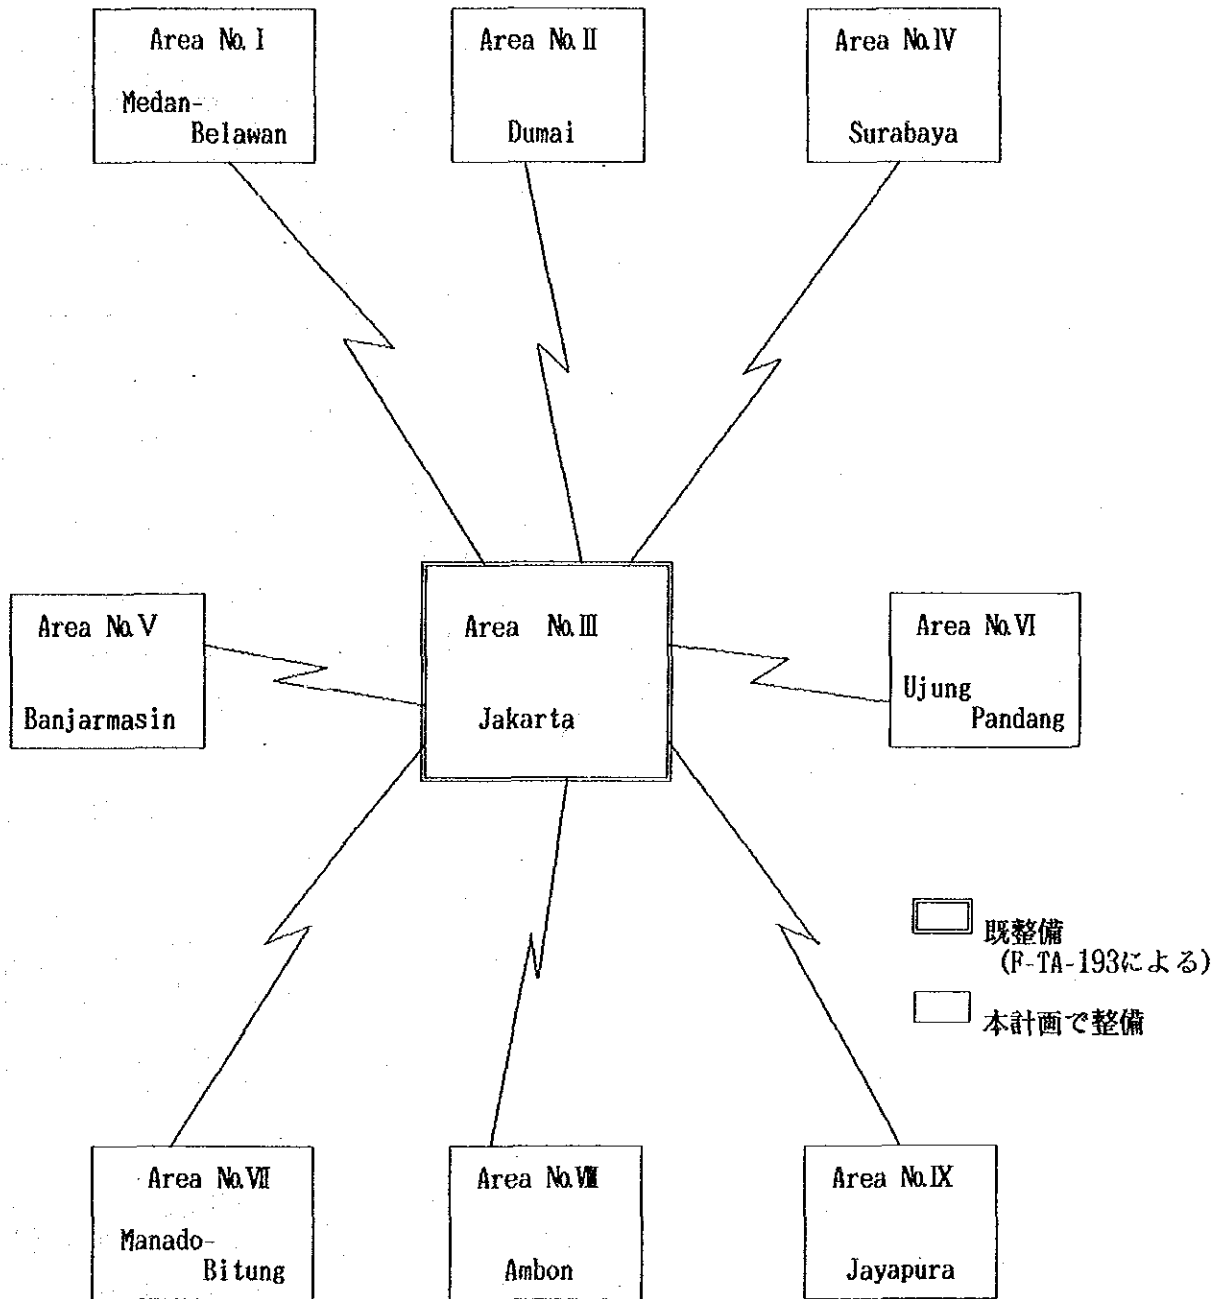 Area No. I
Medan-
Belawan
Area No. II
Dumai
Area No. IV
Surabaya
Area No. V
Banjarmasin
Area No. III
Jakarta
Area No. VI
Ujung
Pandang
既整備
(F-TA-193による)
本計画で整備
Area No. VII
Manado-
Bitung
Area No. VIII
Ambon
Area No. IX
Jayapura